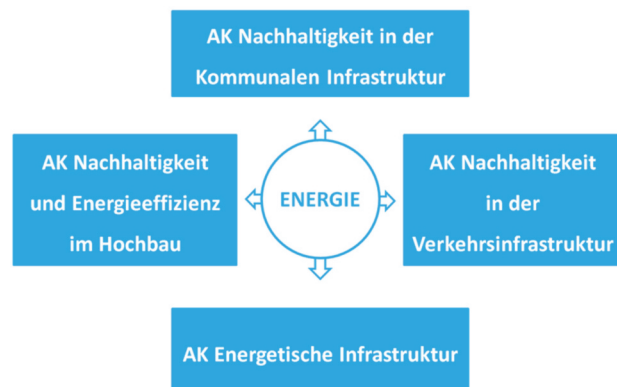 AK Nachhaltigkeit in der
Kommunalen Infrastruktur
AK Nachhaltigkeit
und Energieeffizienz
im Hochbau
ENERGIE
AK Nachhaltigkeit
in der
Verkehrsinfrastruktur
AK Energetische Infrastruktur